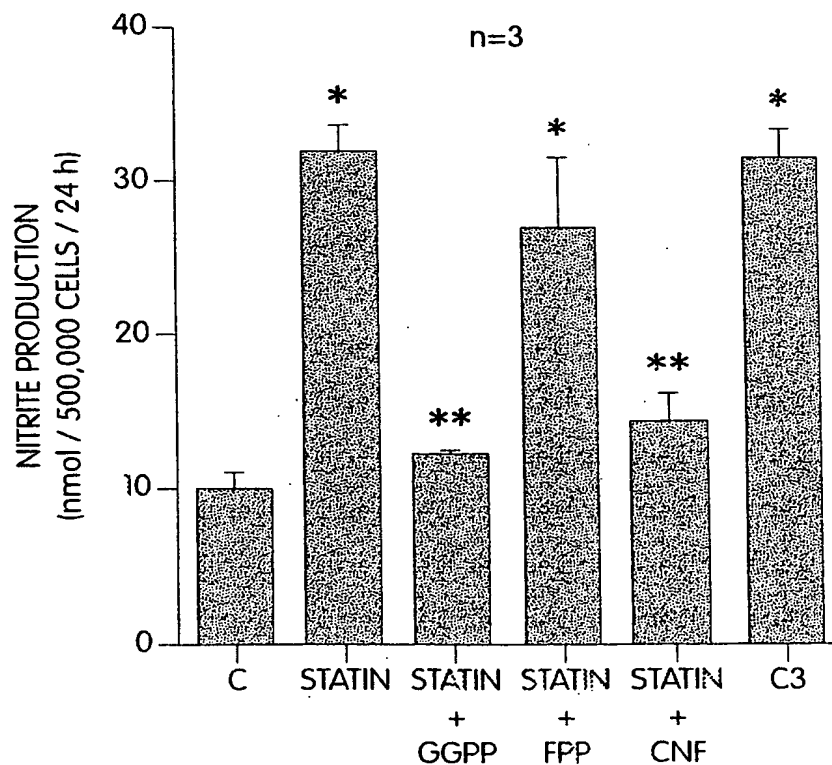 n=3
NITRITE PRODUCTION
(nmol / 500,000 CELLS / 24 h)
40
30
20
10
0
*
*
*
**
**
C
STATIN
STATIN
+
GGPP
STATIN
+
FPP
STATIN
+
CNF
C3